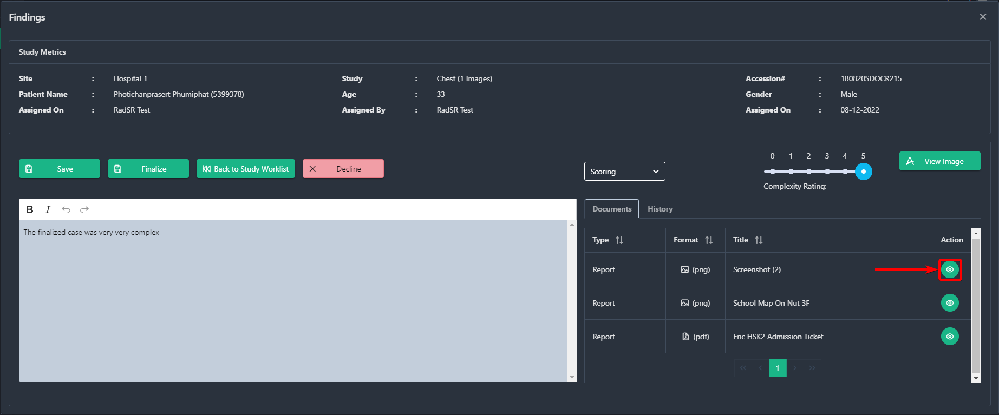 Findings
Study Metrics
Site : Hospital 1 Study : Chest (1 Images) Accession# : 180820SDOCR215
Patient Name : Photichanprasert Phumiphat (5399378) Age : 33 Gender : Male
Assigned On : RadSR Test Assigned By : RadSR Test Assigned On : 08-12-2022
Save Finalize Back to Study Worklist Decline
Scoring
0 1 2 3 4 5
Complexity Rating:
View Image
B I
The finalized case was very very complex
Documents History
Type Format Title Action
Report (png) Screenshot (2)
Report (png) School Map On Nut 3F
Report (pdf) Eric HSK2 Admission Ticket
« ‹ 1 › »